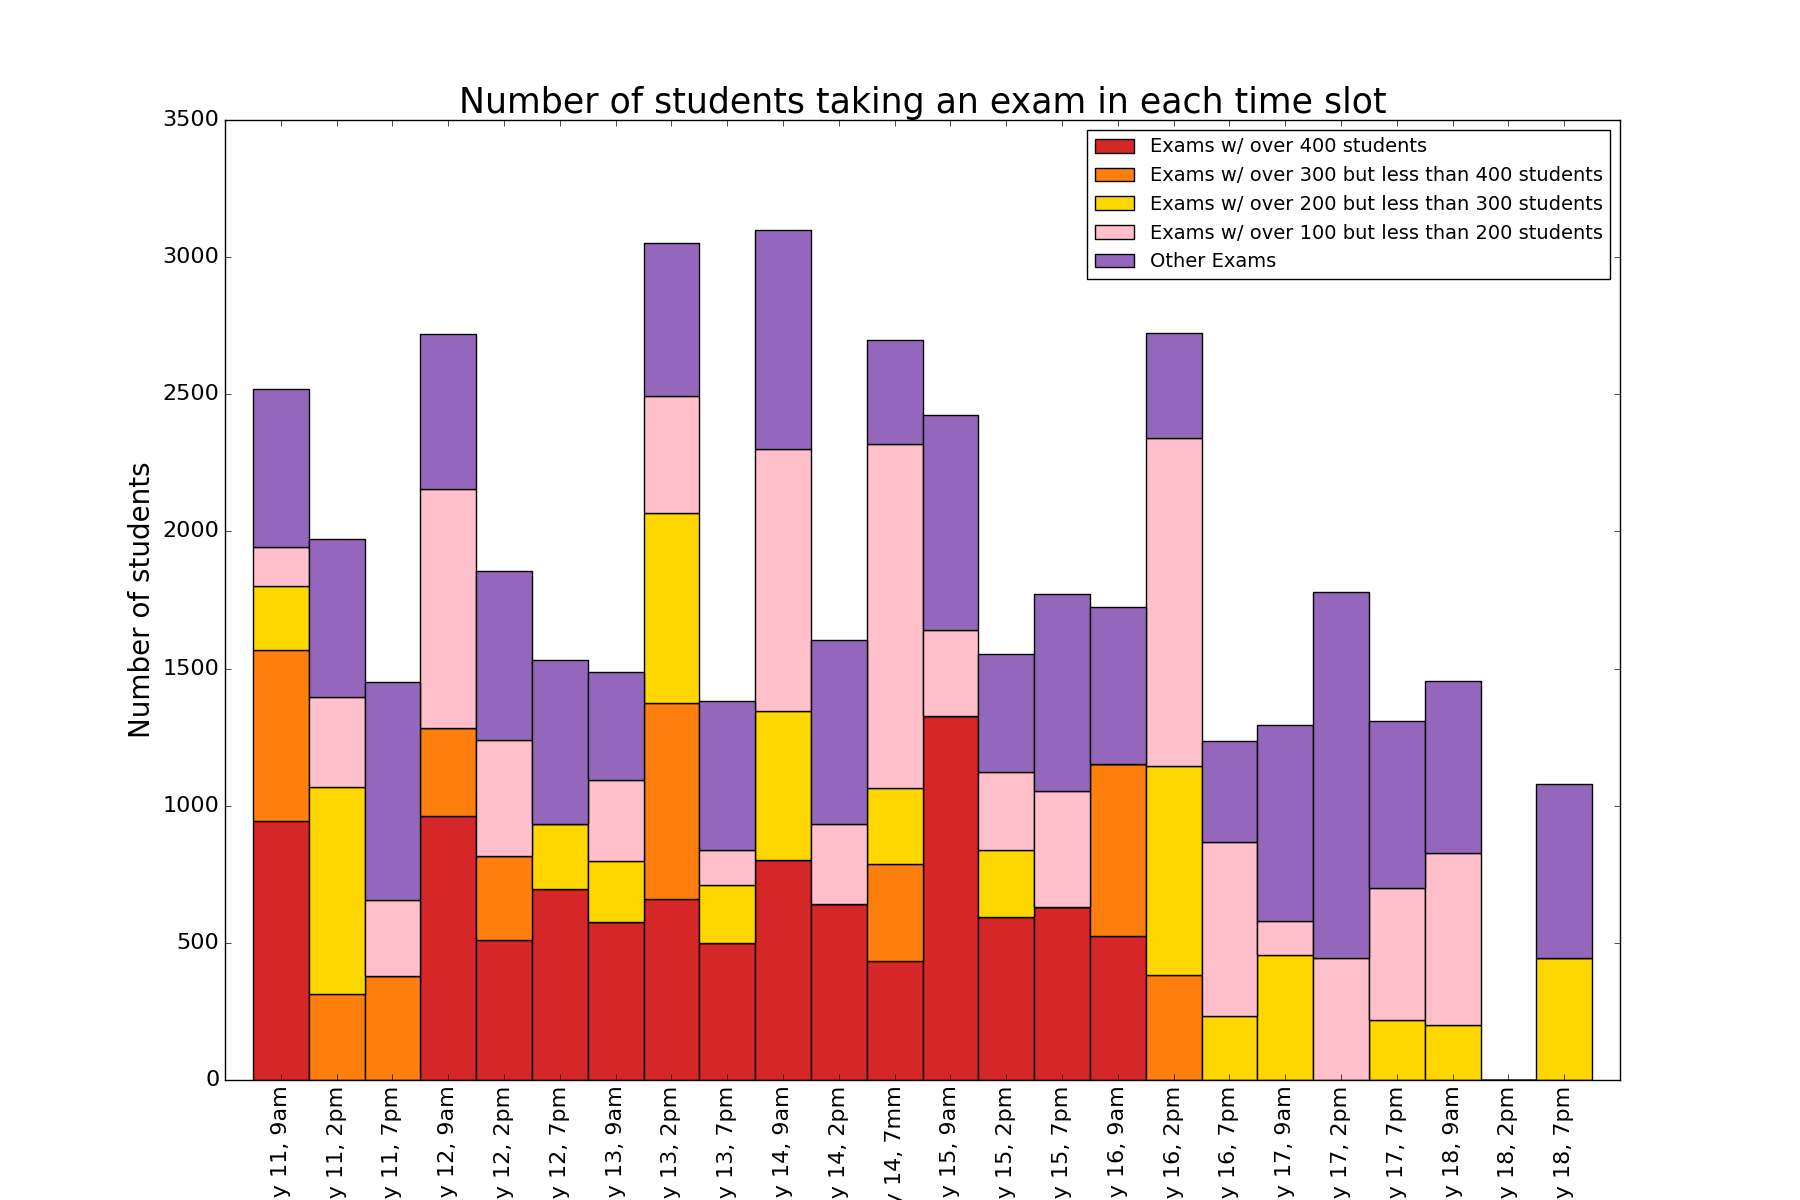 Number of students taking an exam in each time slot
3500
3000
2500
2000
1500
1000
500
0
Number of students
Exams w/ over 400 students
Exams w/ over 300 but less than 400 students
Exams w/ over 200 but less than 300 students
Exams w/ over 100 but less than 200 students
Other Exams
y 11, 9am
y 11, 2pm
y 11, 7pm
y 12, 9am
y 12, 2pm
y 12, 7pm
y 13, 9am
y 13, 2pm
y 13, 7pm
y 14, 9am
y 14, 2pm
y 14, 7mm
y 15, 9am
y 15, 2pm
y 15, 7pm
y 16, 9am
y 16, 2pm
y 16, 7pm
y 17, 9am
y 17, 2pm
y 17, 7pm
y 18, 9am
y 18, 2pm
y 18, 7pm